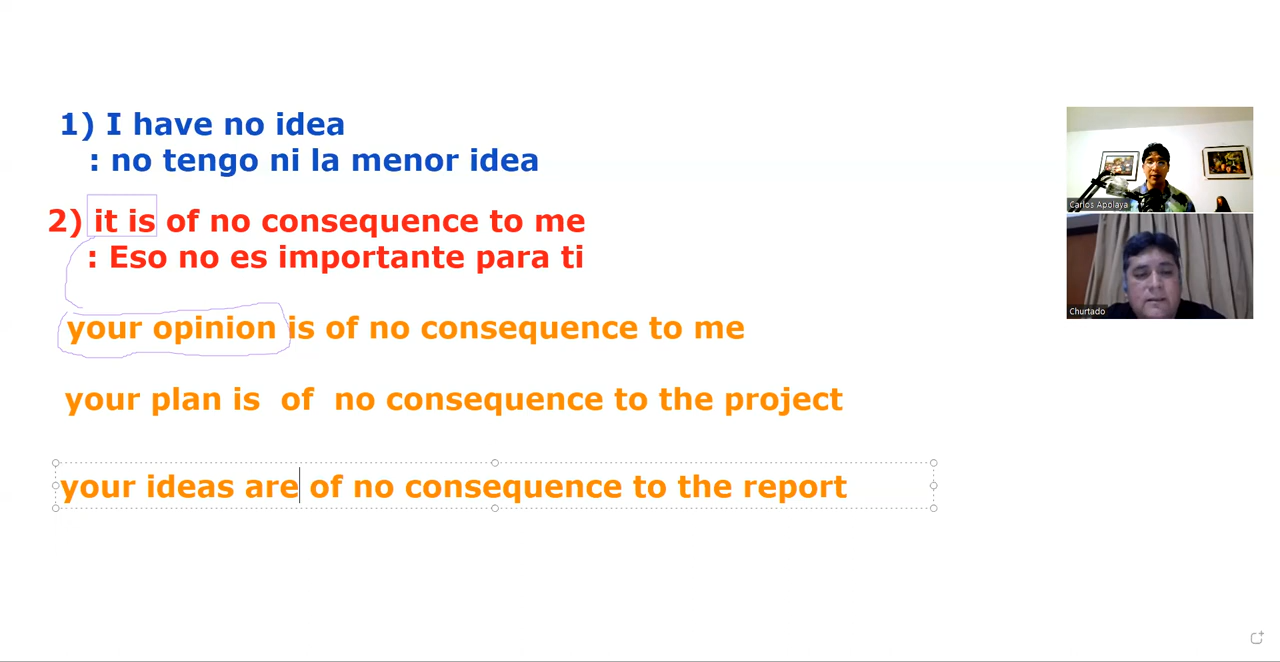 1) I have no idea
: no tengo ni la menor idea
2) it is of no consequence to me
: Eso no es importante para ti
your opinion is of no consequence to me
your plan is of no consequence to the project
your ideas are of no consequence to the report
Carlos Apolaya
Churtado